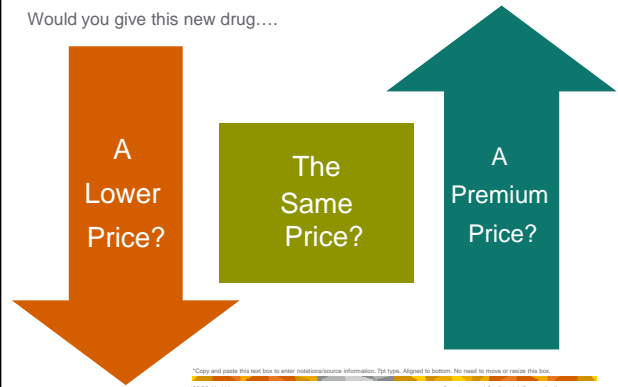 Would you give this new drug….
A
Lower
Price?
The
Same
Price?
A
Premium
Price?
*Copy and paste this text box to enter notations/source information. 7pt type. Aligned to bottom. No need to move or resize this box.